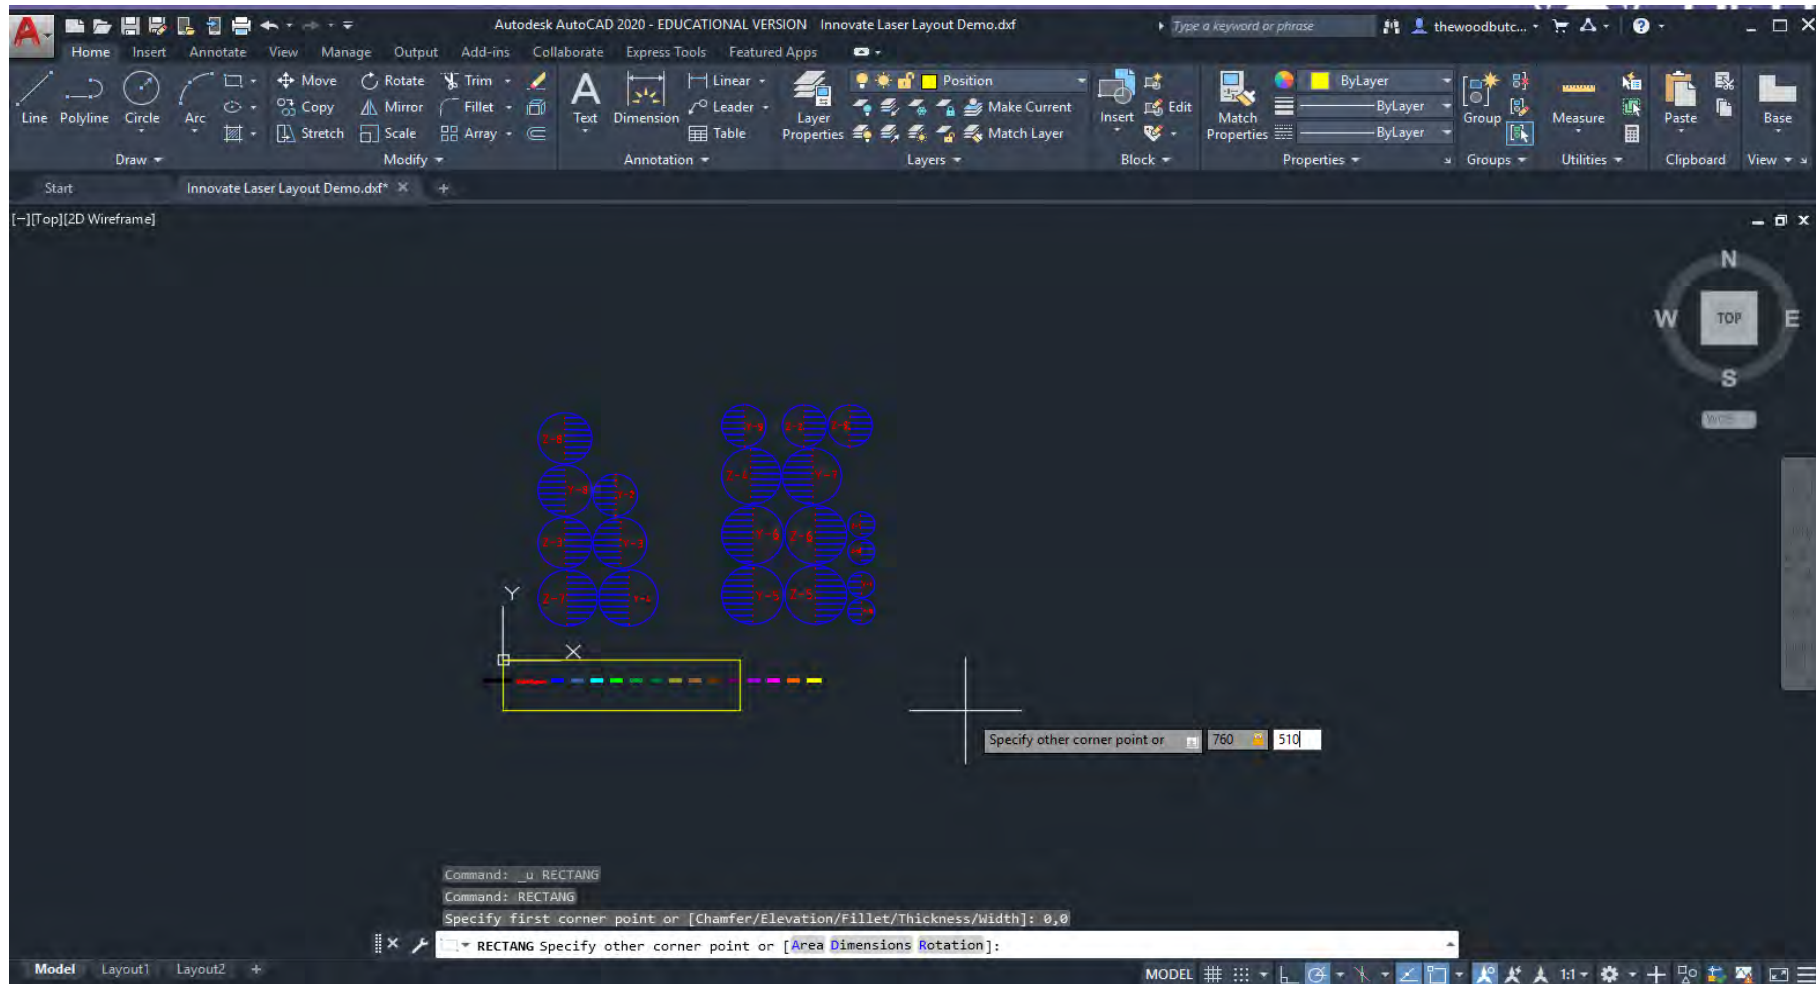 Autodesk AutoCAD 2020 - EDUCATIONAL VERSION Innovate Laser Layout Demo.dxf Type a keyword or phrase thewoodbutc...
Home Insert Annotate View Manage Output Add-ins Collaborate Express Tools Featured Apps
Move Rotate Trim Linear Position ByLayer
Line Polyline Circle Arc Copy Mirror Fillet Text Dimension Leader Layer Make Current Insert Edit Match ByLayer Group Measure Paste Base
Stretch Scale Array Table Properties Match Layer Properties ByLayer
Draw Modify Annotation Layers Block Properties Groups Utilities Clipboard View
Start Innovate Laser Layout Demo.dxf*
[−][Top][2D Wireframe]
N
W TOP E
S
WCS
Y
X
Specify other corner point or 760 510
Command: _u RECTANG
Command: RECTANG
Specify first corner point or [Chamfer/Elevation/Fillet/Thickness/Width]: 0,0
RECTANG Specify other corner point or [Area Dimensions Rotation]:
Model Layout1 Layout2 + MODEL 1:1